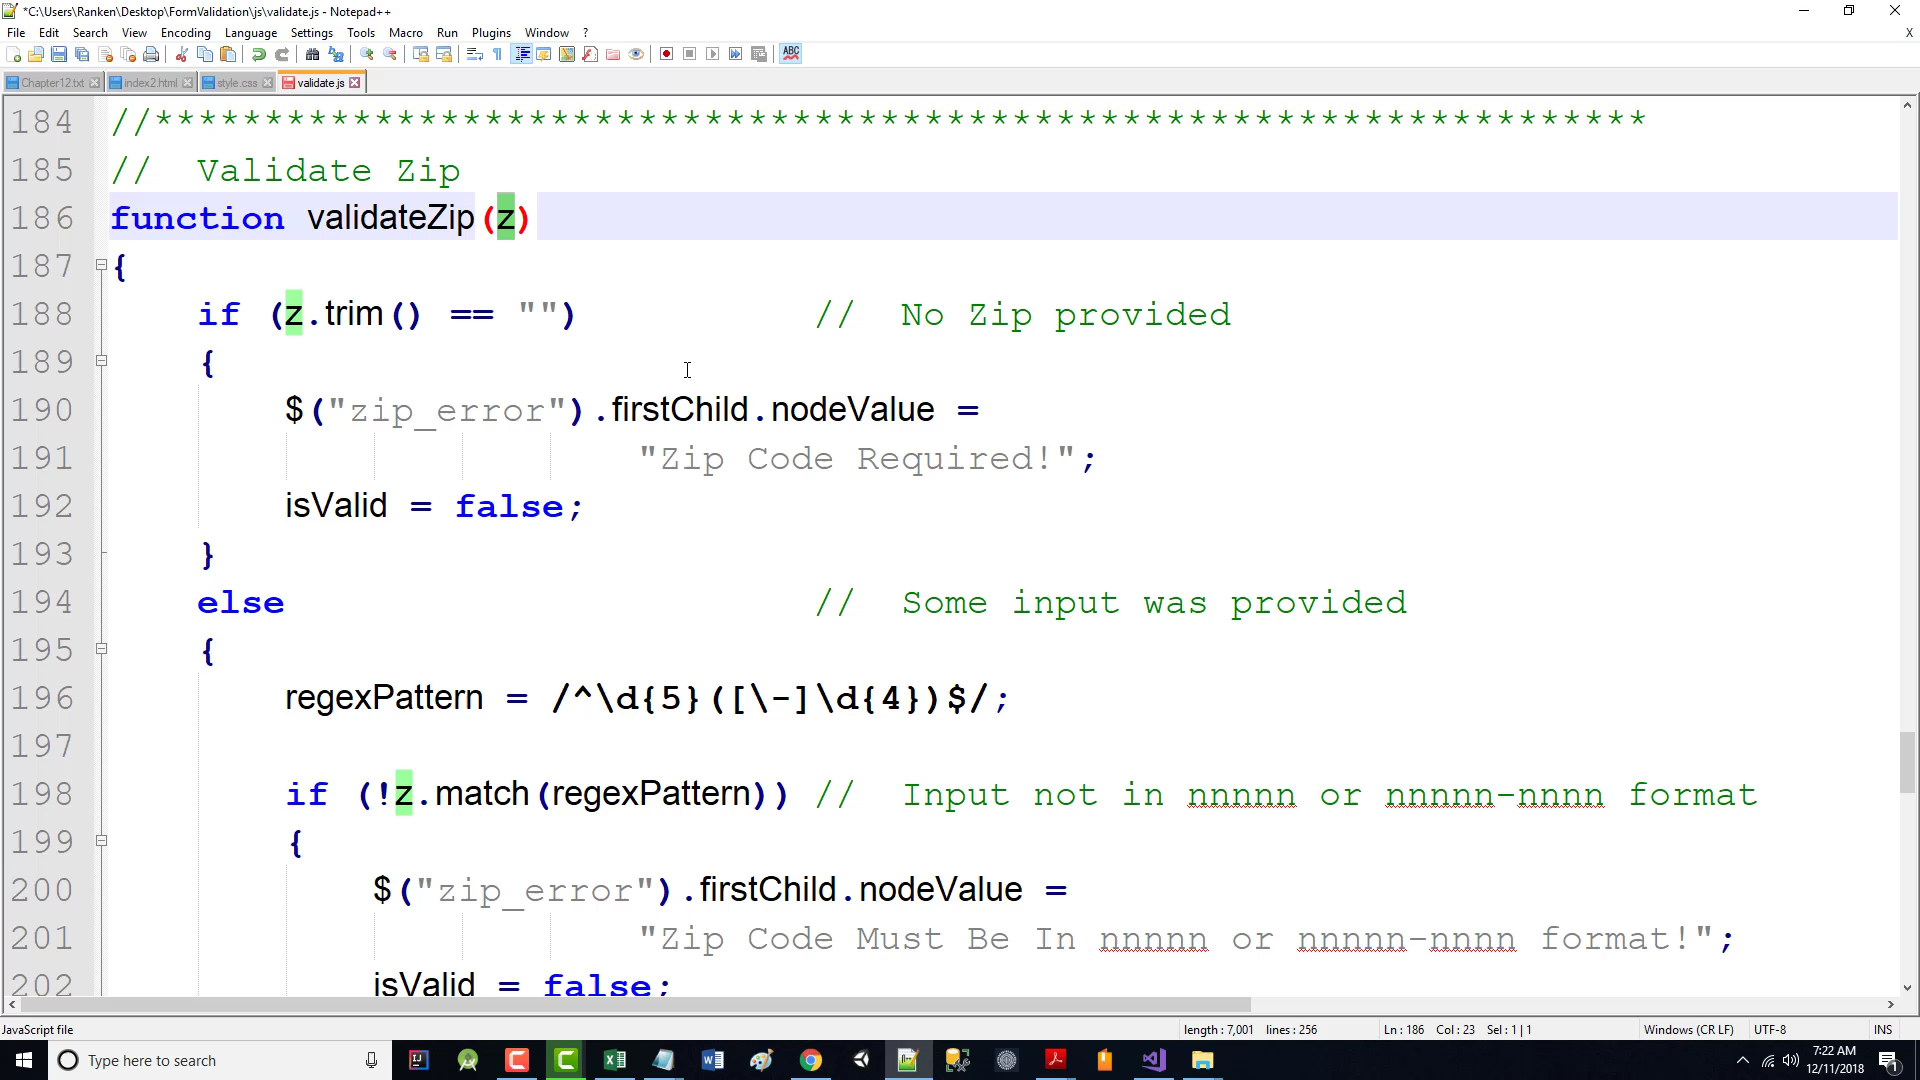 *C:\Users\Ranken\Desktop\FormValidation\js\validate.js - Notepad++
File Edit Search View Encoding Language Settings Tools Macro Run Plugins Window ? X
Chapter12.txt index2.html style.css validate.js
184 //********************************************************************
185 // Validate Zip
186 function validateZip(z)
187 {
188 if (z.trim() == "") // No Zip provided
189 {
190 $("zip_error").firstChild.nodeValue =
191 "Zip Code Required!";
192 isValid = false;
193 }
194 else // Some input was provided
195 {
196 regexPattern = /^\d{5}([\-]\d{4})$/;
197
198 if (!z.match(regexPattern)) // Input not in nnnnn or nnnnn-nnnn format
199 {
200 $("zip_error").firstChild.nodeValue =
201 "Zip Code Must Be In nnnnn or nnnnn-nnnn format!";
202 isValid = false;
JavaScript file length : 7,001 lines : 256 Ln : 186 Col : 23 Sel : 1 | 1 Windows (CR LF) UTF-8 INS
Type here to search
7:22 AM
12/11/2018